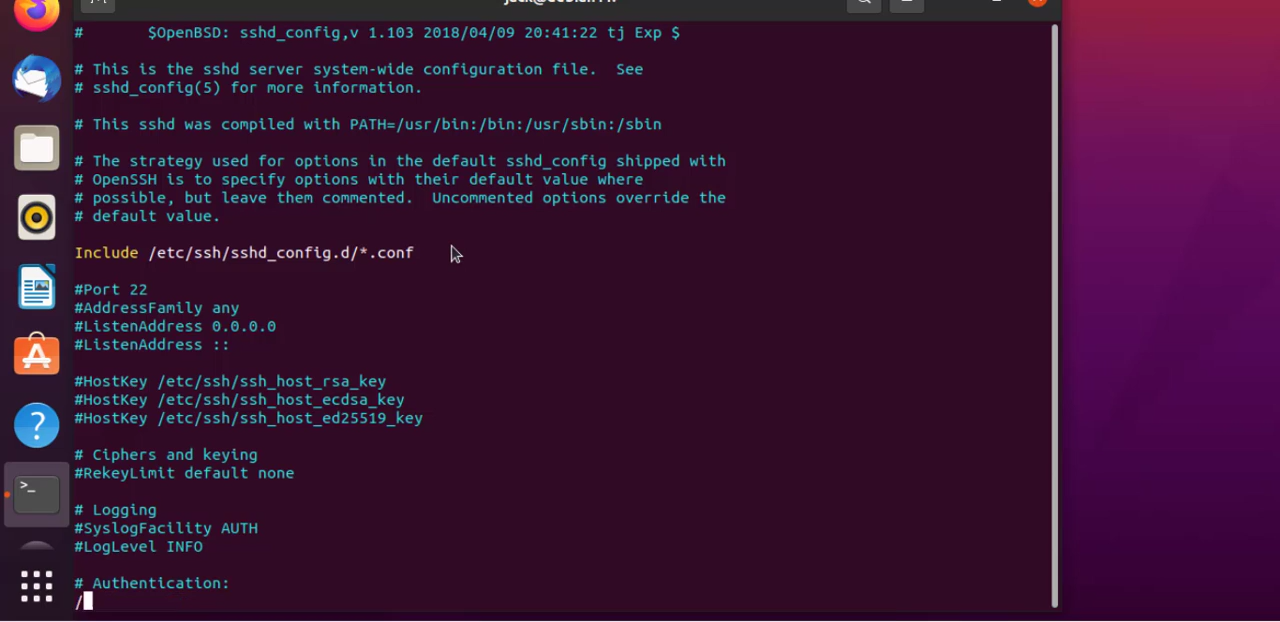 #       $OpenBSD: sshd_config,v 1.103 2018/04/09 20:41:22 tj Exp $
# This is the sshd server system-wide configuration file.  See
# sshd_config(5) for more information.
# This sshd was compiled with PATH=/usr/bin:/bin:/usr/sbin:/sbin
# The strategy used for options in the default sshd_config shipped with
# OpenSSH is to specify options with their default value where
# possible, but leave them commented.  Uncommented options override the
# default value.
Include /etc/ssh/sshd_config.d/*.conf
#Port 22
#AddressFamily any
#ListenAddress 0.0.0.0
#ListenAddress ::
#HostKey /etc/ssh/ssh_host_rsa_key
#HostKey /etc/ssh/ssh_host_ecdsa_key
#HostKey /etc/ssh/ssh_host_ed25519_key
# Ciphers and keying
#RekeyLimit default none
# Logging
#SyslogFacility AUTH
#LogLevel INFO
# Authentication:
/